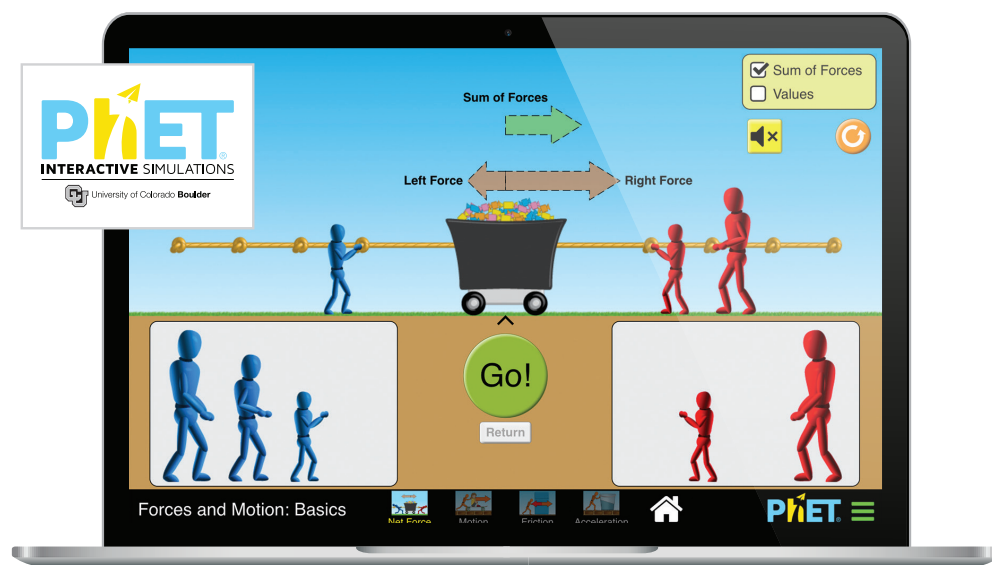 PhET®
INTERACTIVE SIMULATIONS
CU University of Colorado Boulder
Sum of Forces
Values
Sum of Forces
Left Force
Right Force
Go!
Return
Forces and Motion: Basics
Net Force
Motion
Friction
Acceleration
PhET